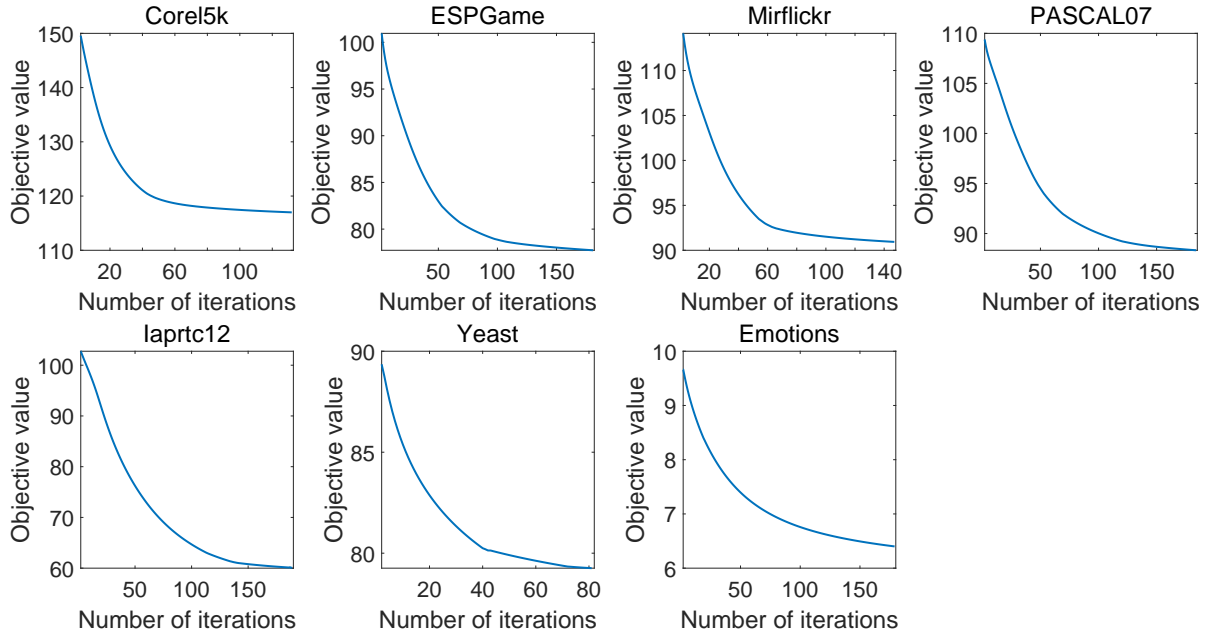 Corel5k
150
140
130
120
110
Objective value
20 60 100
Number of iterations
ESPGame
100
95
90
85
80
Objective value
50 100 150
Number of iterations
Mirflickr
110
105
100
95
90
Objective value
20 60 100 140
Number of iterations
PASCAL07
110
105
100
95
90
Objective value
50 100 150
Number of iterations
Iaprtc12
100
90
80
70
60
Objective value
50 100 150
Number of iterations
Yeast
90
85
80
Objective value
20 40 60 80
Number of iterations
Emotions
10
9
8
7
6
Objective value
50 100 150
Number of iterations